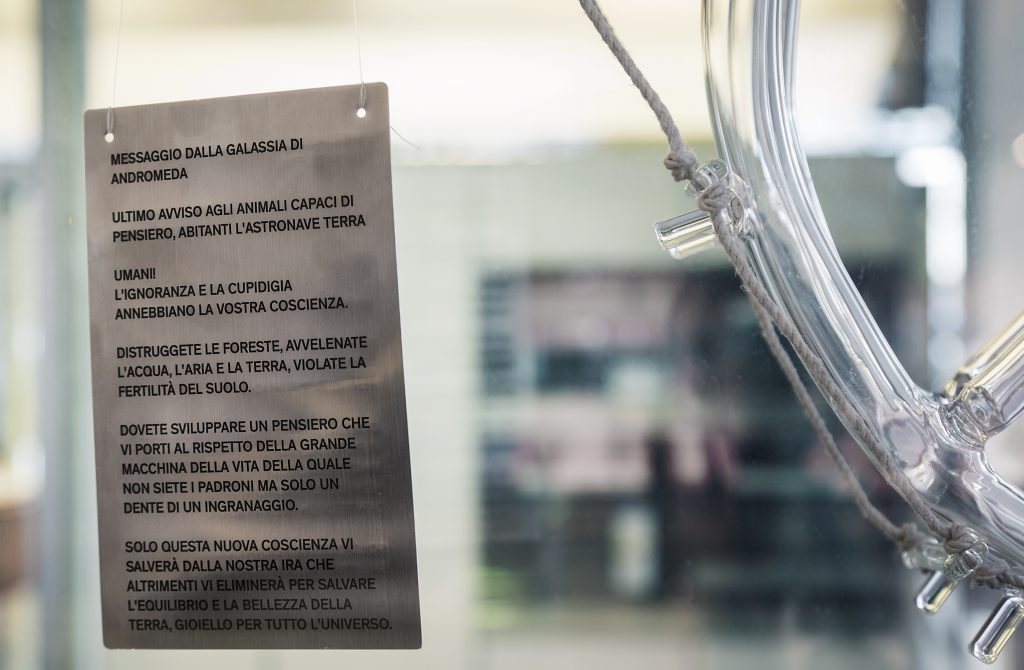 MESSAGGIO DALLA GALASSIA DI
ANDROMEDA
ULTIMO AVVISO AGLI ANIMALI CAPACI DI
PENSIERO, ABITANTI L'ASTRONAVE TERRA
UMANI!
L'IGNORANZA E LA CUPIDIGIA
ANNEBBIANO LA VOSTRA COSCIENZA.
DISTRUGGETE LE FORESTE, AVVELENATE
L'ACQUA, L'ARIA E LA TERRA, VIOLATE LA
FERTILITÀ DEL SUOLO.
DOVETE SVILUPPARE UN PENSIERO CHE
VI PORTI AL RISPETTO DELLA GRANDE
MACCHINA DELLA VITA DELLA QUALE
NON SIETE I PADRONI MA SOLO UN
DENTE DI UN INGRANAGGIO.
SOLO QUESTA NUOVA COSCIENZA VI
SALVERÀ DALLA NOSTRA IRA CHE
ALTRIMENTI VI ELIMINERÀ PER SALVARE
L'EQUILIBRIO E LA BELLEZZA DELLA
TERRA, GIOIELLO PER TUTTO L'UNIVERSO.